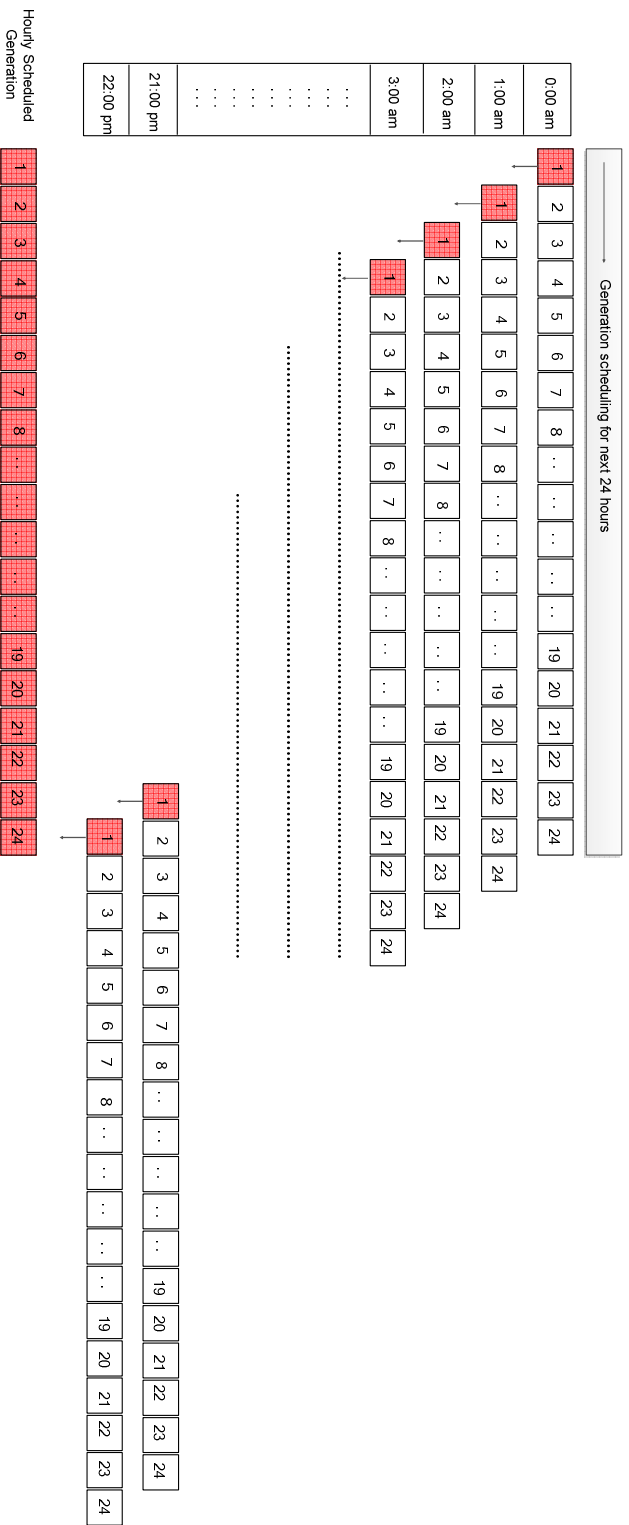 Generation scheduling for next 24 hours
0:00 am 1 2 3 4 5 6 7 8 .. .. .. .. .. 19 20 21 22 23 24
1:00 am 1 2 3 4 5 6 7 8 .. .. .. .. .. 19 20 21 22 23 24
2:00 am 1 2 3 4 5 6 7 8 .. .. .. .. .. 19 20 21 22 23 24
3:00 am 1 2 3 4 5 6 7 8 .. .. .. .. .. 19 20 21 22 23 24
...
...
...
...
...
...
...
...
...
21:00 pm 1 2 3 4 5 6 7 8 .. .. .. .. .. 19 20 21 22 23 24
22:00 pm 1 2 3 4 5 6 7 8 .. .. .. .. .. 19 20 21 22 23 24
Hourly Scheduled
Generation
1 2 3 4 5 6 7 8 .. .. .. .. .. 19 20 21 22 23 24